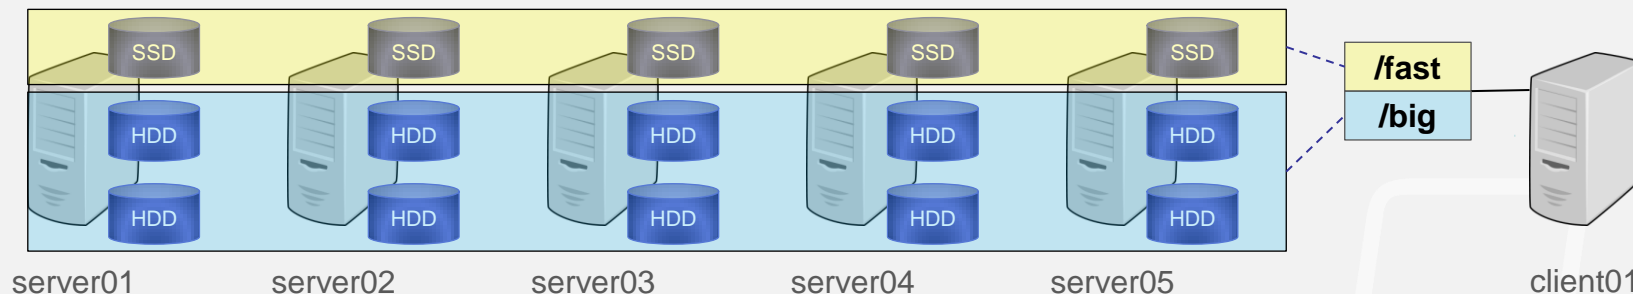 SSD SSD SSD SSD SSD
/fast
/big
HDD HDD HDD HDD HDD
HDD HDD HDD HDD HDD
server01 server02 server03 server04 server05 client01